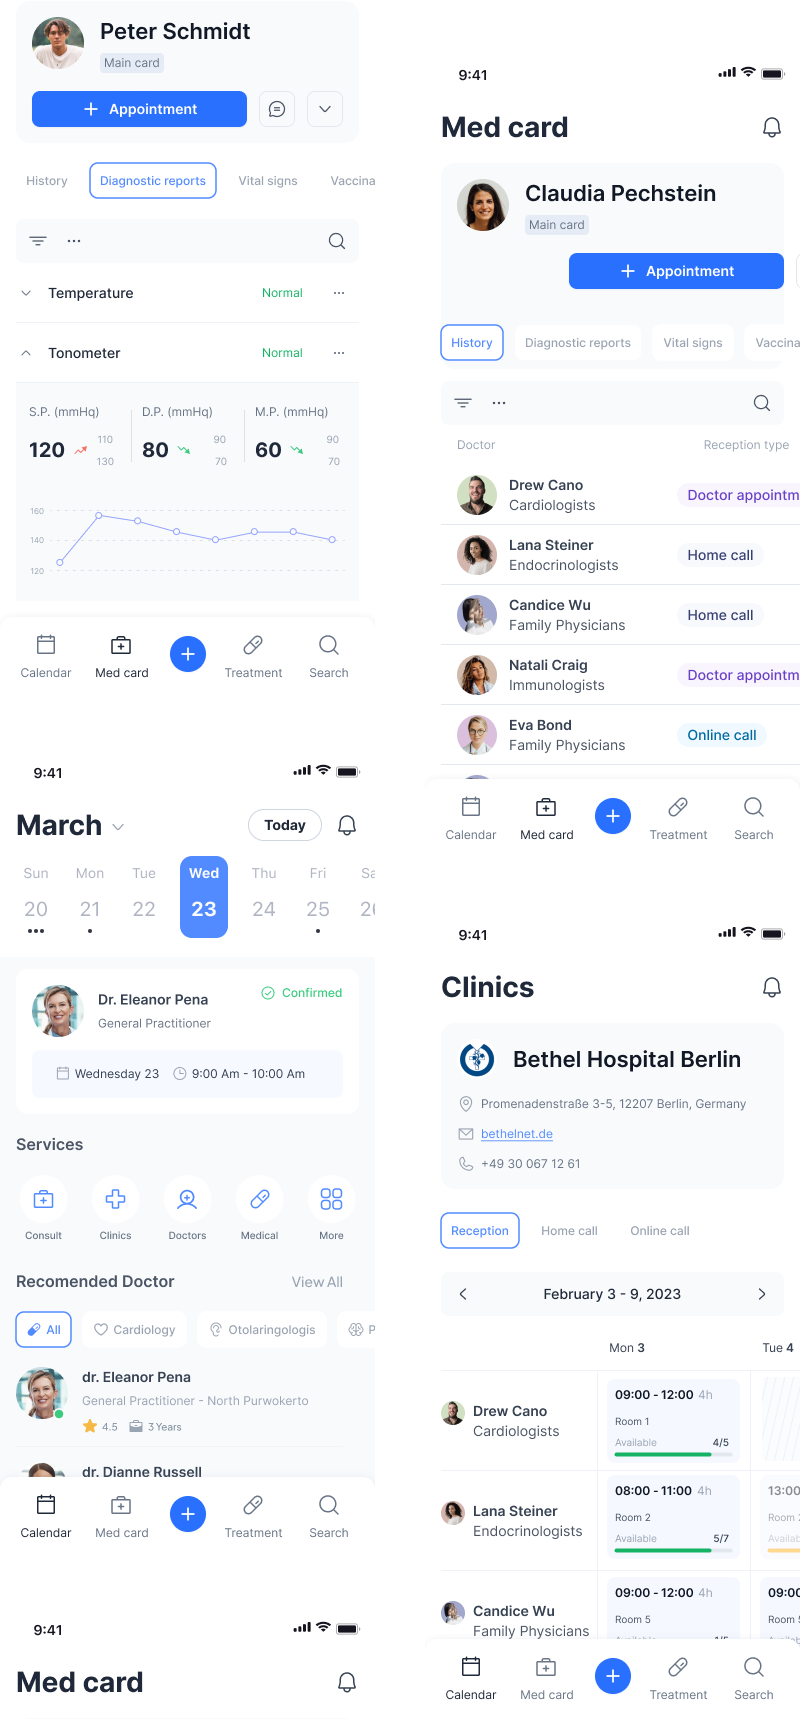 Peter Schmidt
Main card
Appointment
History
Diagnostic reports
Vital signs
Vaccina
Temperature
Normal
Tonometer
Normal
S.P. (mmHq)
D.P. (mmHq)
M.P. (mmHq)
120
110
130
80
90
70
60
90
70
160
140
120
Calendar
Med card
Treatment
Search
9:41
March
Today
Sun
Mon
Tue
Wed
Thu
Fri
Sa
20
21
22
23
24
25
26
Dr. Eleanor Pena
General Practitioner
Confirmed
Wednesday 23
9:00 Am - 10:00 Am
Services
Consult
Clinics
Doctors
Medical
More
Recomended Doctor
View All
All
Cardiology
Otolaringologis
P
dr. Eleanor Pena
General Practitioner - North Purwokerto
4.5
3 Years
dr. Dianne Russell
Calendar
Med card
Treatment
Search
9:41
Med card
9:41
Med card
Claudia Pechstein
Main card
Appointment
History
Diagnostic reports
Vital signs
Vaccina
Doctor
Reception type
Drew Cano
Cardiologists
Doctor appointm
Lana Steiner
Endocrinologists
Home call
Candice Wu
Family Physicians
Home call
Natali Craig
Immunologists
Doctor appointm
Eva Bond
Family Physicians
Online call
Calendar
Med card
Treatment
Search
9:41
Clinics
Bethel Hospital Berlin
Promenadenstraße 3-5, 12207 Berlin, Germany
bethelnet.de
+49 30 067 12 61
Reception
Home call
Online call
February 3 - 9, 2023
Mon 3
Tue 4
Drew Cano
Cardiologists
09:00 - 12:00 4h
Room 1
Available
4/5
Lana Steiner
Endocrinologists
08:00 - 11:00 4h
Room 2
Available
5/7
13:00
Room
Availab
Candice Wu
Family Physicians
09:00 - 12:00 4h
Room 5
09:0
Room
Calendar
Med card
Treatment
Search